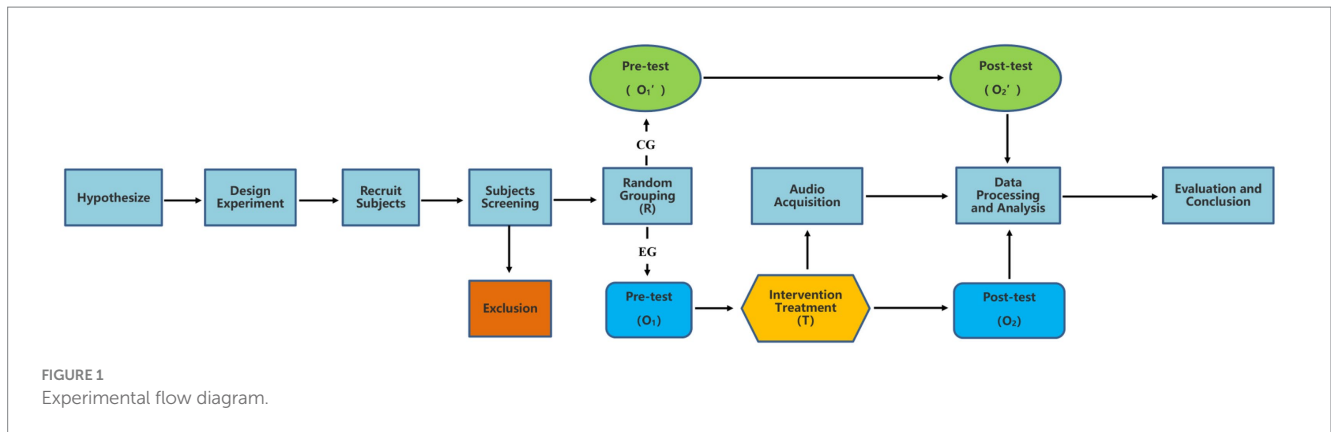 Pre-test
( O₁′ )
Post-test
( O₂′ )
CG
Hypothesize
Design
Experiment
Recruit
Subjects
Subjects
Screening
Random
Grouping
(R)
Audio
Acquisition
Data
Processing
and Analysis
Evaluation and
Conclusion
EG
Exclusion
Pre-test
(O₁)
Intervention
Treatment
(T)
Post-test
(O₂)
FIGURE 1
Experimental flow diagram.